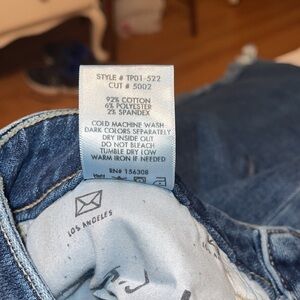 STYLE # TP01-522
CUT # 5002
92% COTTON
6% POLYESTER
2% SPANDEX
COLD MACHINE WASH
DARK COLORS SEPARATELY
DRY INSIDE OUT
DO NOT BLEACH
TUMBLE DRY LOW
WARM IRON IF NEEDED
RN# 156308
LOS ANGELES